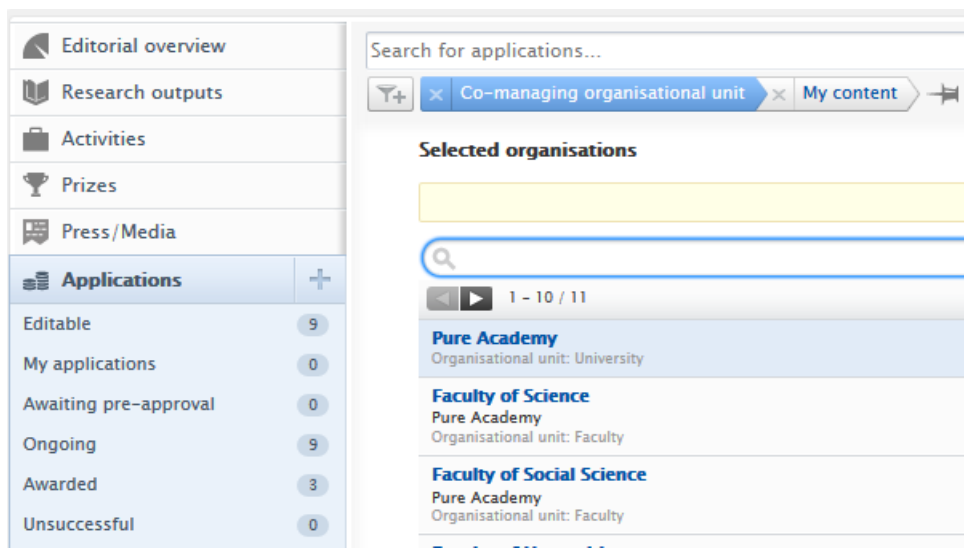 Editorial overview
Research outputs
Activities
Prizes
Press/Media
Applications
Editable 9
My applications 0
Awaiting pre-approval 0
Ongoing 9
Awarded 3
Unsuccessful 0
Search for applications...
Co-managing organisational unit My content
Selected organisations
1 – 10 / 11
Pure Academy
Organisational unit: University
Faculty of Science
Pure Academy
Organisational unit: Faculty
Faculty of Social Science
Pure Academy
Organisational unit: Faculty